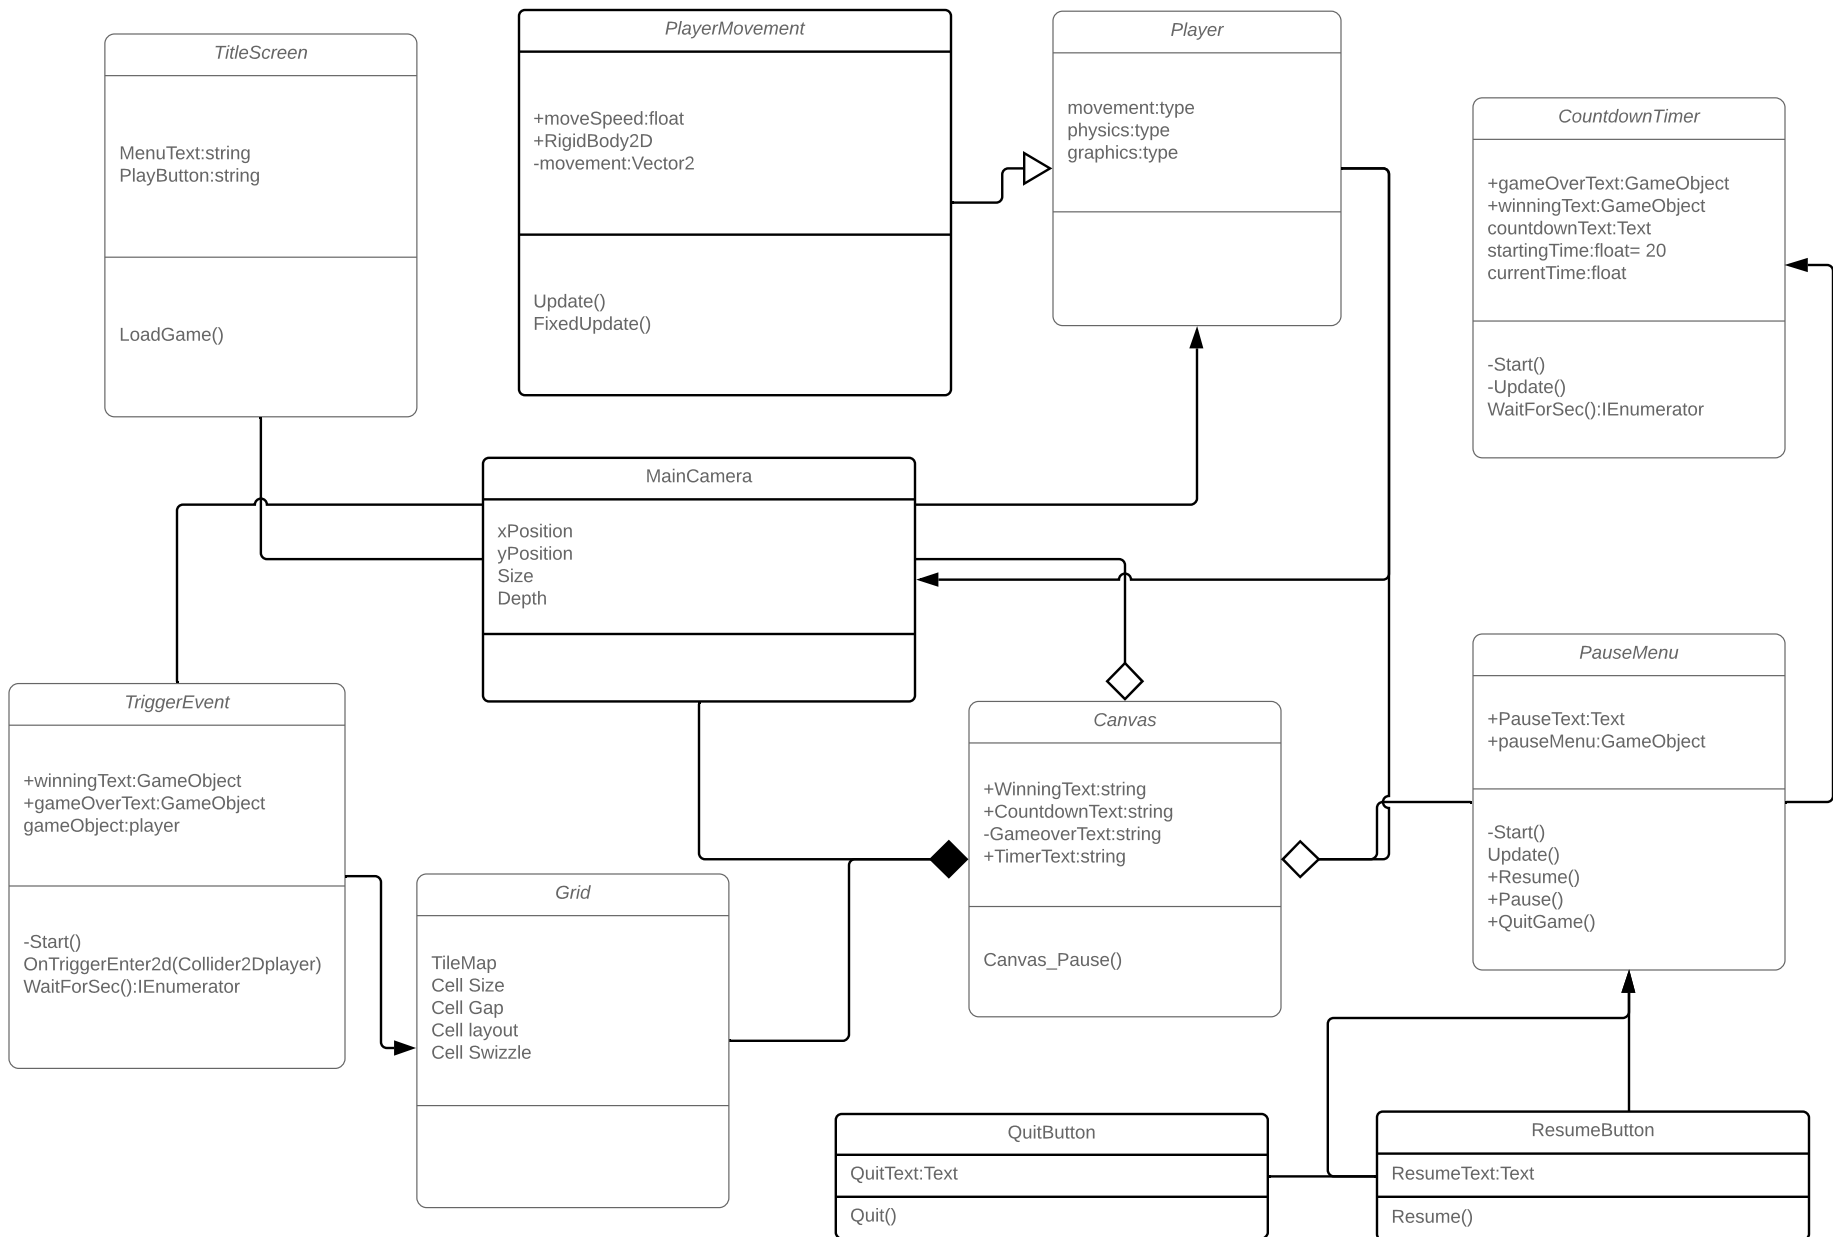 TitleScreen
MenuText:string
PlayButton:string
LoadGame()
PlayerMovement
+moveSpeed:float
+RigidBody2D
-movement:Vector2
Update()
FixedUpdate()
Player
movement:type
physics:type
graphics:type
CountdownTimer
+gameOverText:GameObject
+winningText:GameObject
countdownText:Text
startingTime:float= 20
currentTime:float
-Start()
-Update()
WaitForSec():IEnumerator
MainCamera
xPosition
yPosition
Size
Depth
TriggerEvent
+winningText:GameObject
+gameOverText:GameObject
gameObject:player
-Start()
OnTriggerEnter2d(Collider2Dplayer)
WaitForSec():IEnumerator
Grid
TileMap
Cell Size
Cell Gap
Cell layout
Cell Swizzle
Canvas
+WinningText:string
+CountdownText:string
-GameoverText:string
+TimerText:string
Canvas_Pause()
PauseMenu
+PauseText:Text
+pauseMenu:GameObject
-Start()
Update()
+Resume()
+Pause()
+QuitGame()
QuitButton
QuitText:Text
Quit()
ResumeButton
ResumeText:Text
Resume()